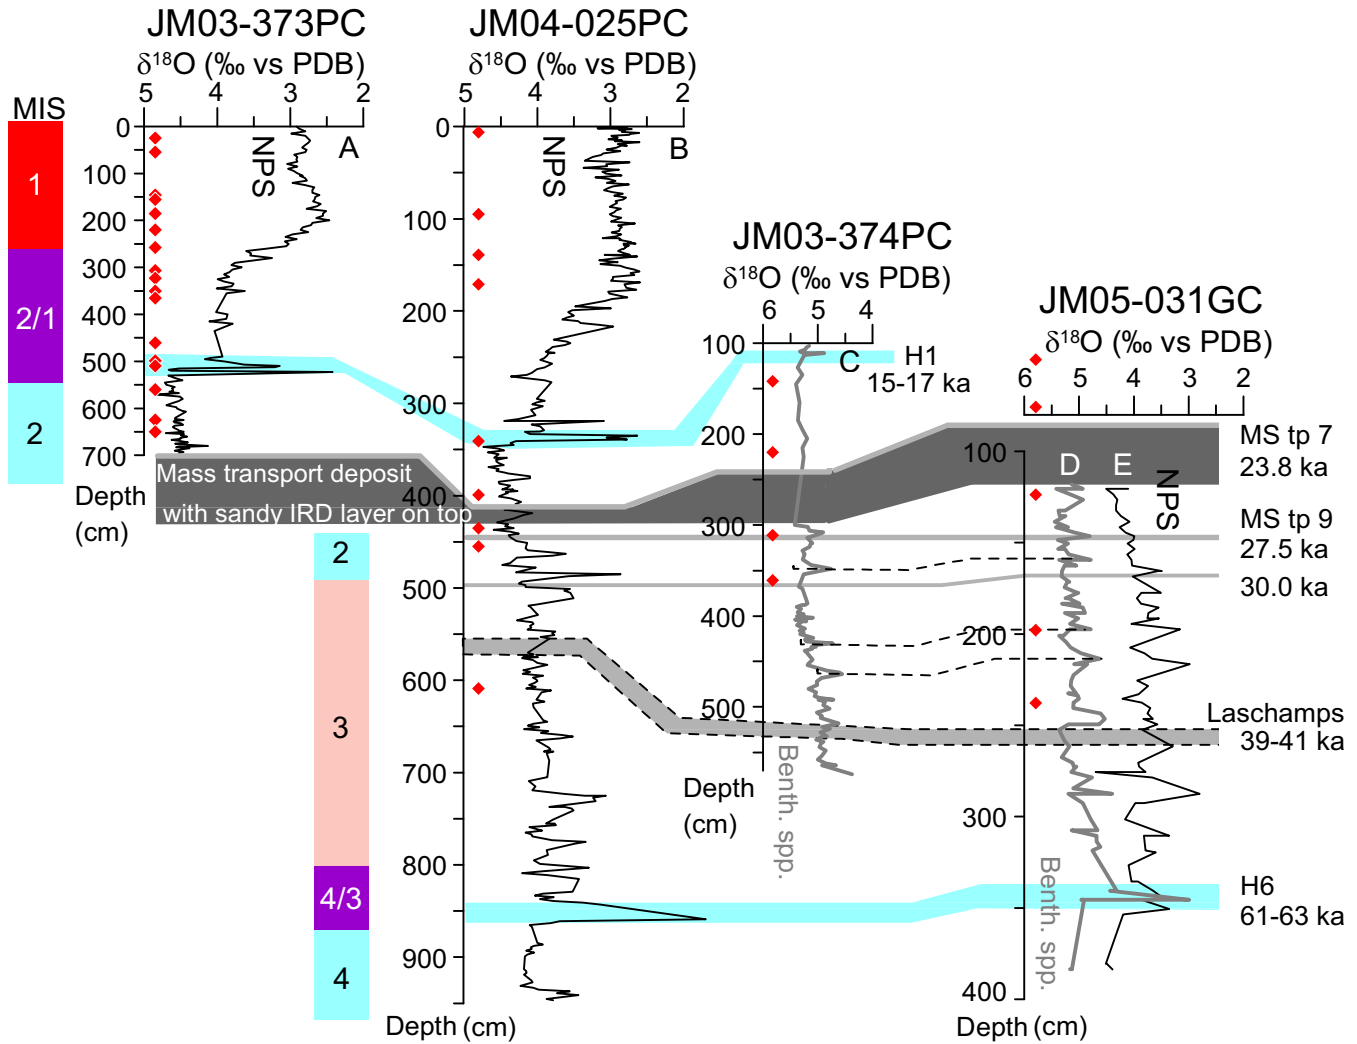 JM03-373PC
δ¹⁸O (‰ vs PDB)
5 4 3 2
JM04-025PC
δ¹⁸O (‰ vs PDB)
5 4 3 2
MIS
1
2/1
2
0
100
200
300
400
500
600
700
Depth
(cm)
NPS
A
0
100
200
300
400
500
600
700
800
900
Depth (cm)
NPS
B
JM03-374PC
δ¹⁸O (‰ vs PDB)
6 5 4
100
200
300
400
500
Depth
(cm)
C
Benth. spp.
H1
15-17 ka
JM05-031GC
δ¹⁸O (‰ vs PDB)
6 5 4 3 2
100
200
300
400
Depth (cm)
D E
NPS
Benth. spp.
Mass transport deposit
with sandy IRD layer on top
MS tp 7
23.8 ka
MS tp 9
27.5 ka
30.0 ka
Laschamps
39-41 ka
H6
61-63 ka
2
3
4/3
4